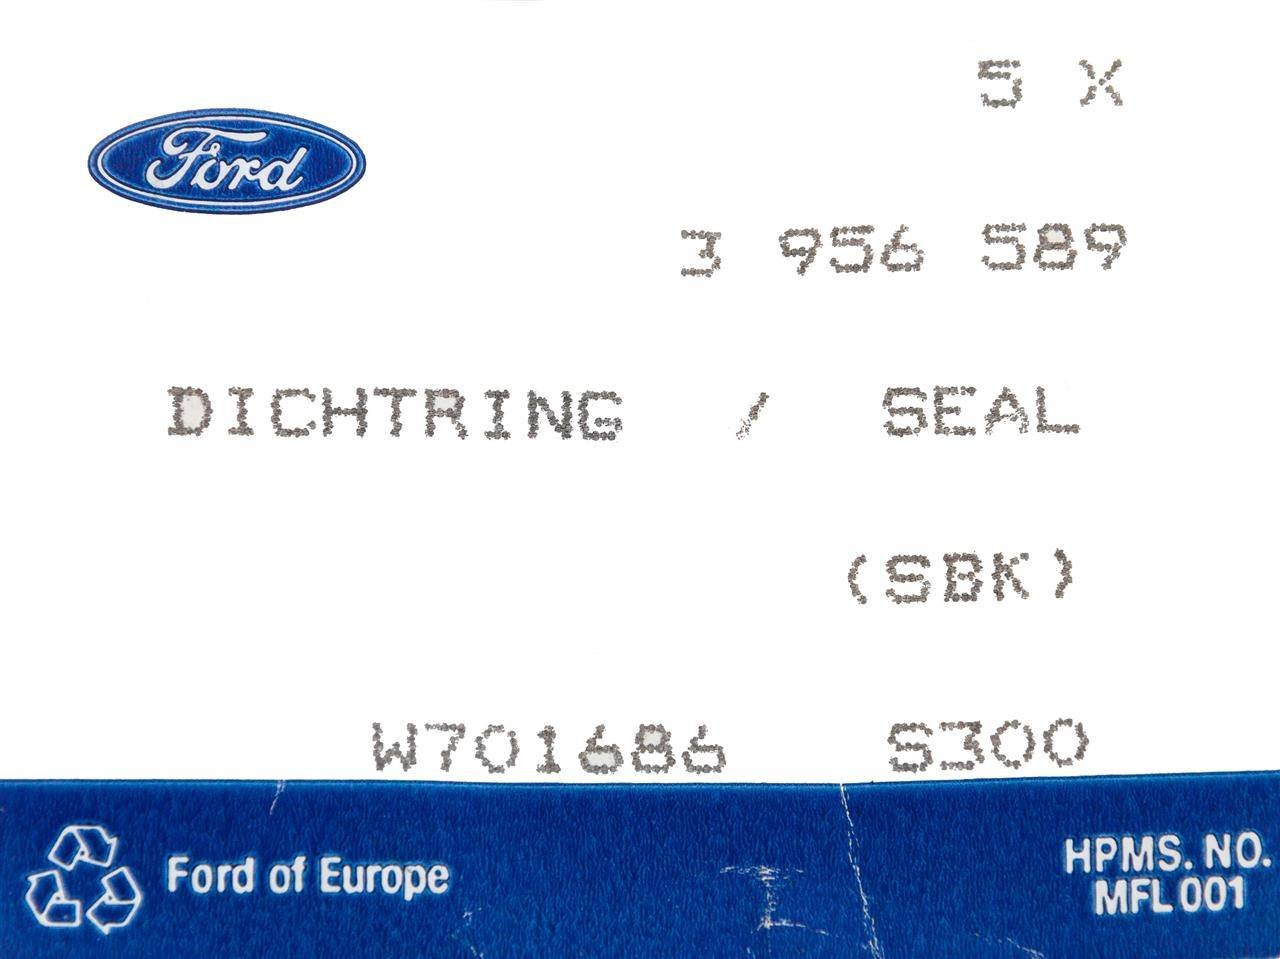 5 X
Ford
3 956 589
DICHTRING / SEAL
(SBK)
W701686 S300
Ford of Europe
HPMS. NO.
MFL 001